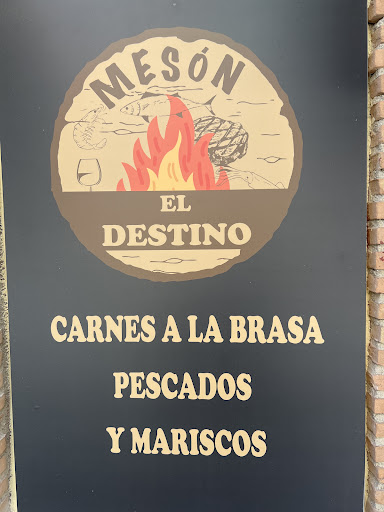 MESÓN
EL
DESTINO
CARNES A LA BRASA
PESCADOS
Y MARISCOS